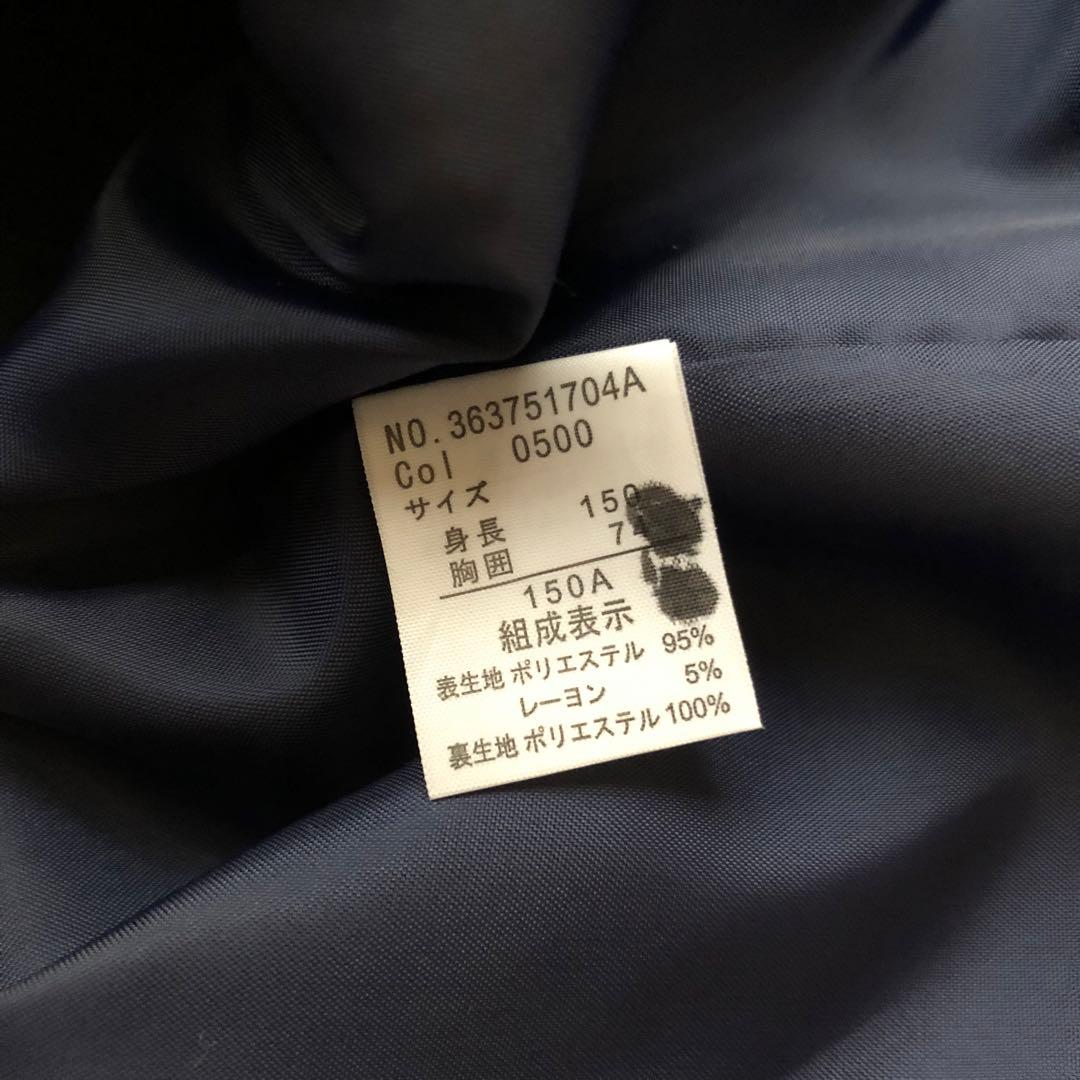 NO.363751704A
Col 0500
サイズ
身長 150
胸囲
150A
組成表示
表生地 ポリエステル 95%
レーヨン 5%
裏生地 ポリエステル 100%